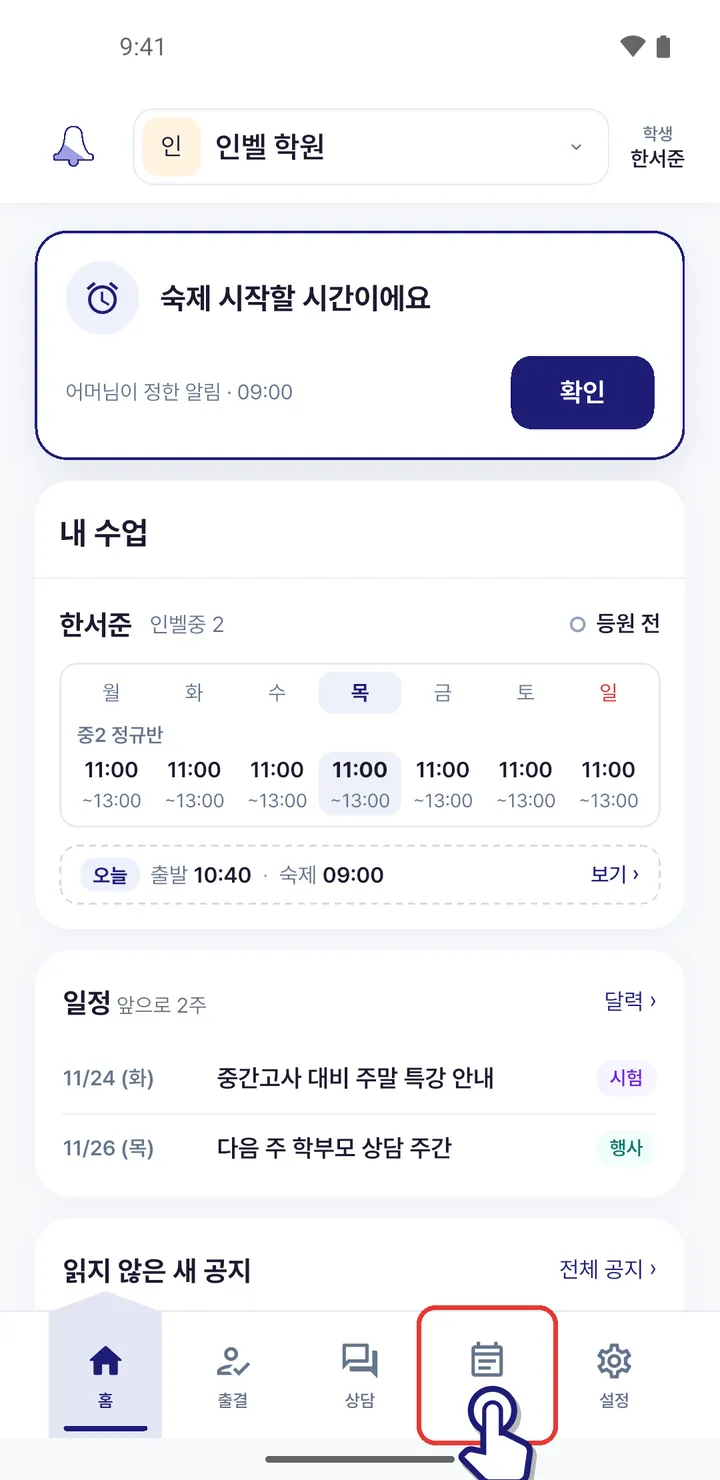 9:41
인 인벨 학원
학생
한서준
숙제 시작할 시간이에요
어머님이 정한 알림 · 09:00
확인
내 수업
한서준 인벨중 2
등원 전
월 화 수 목 금 토 일
중2 정규반
11:00 11:00 11:00 11:00 11:00 11:00 11:00
~13:00 ~13:00 ~13:00 ~13:00 ~13:00 ~13:00 ~13:00
오늘 출발 10:40 · 숙제 09:00 보기 ›
일정 앞으로 2주 달력 ›
11/24 (화) 중간고사 대비 주말 특강 안내 시험
11/26 (목) 다음 주 학부모 상담 주간 행사
읽지 않은 새 공지 전체 공지 ›
홈 출결 상담 설정